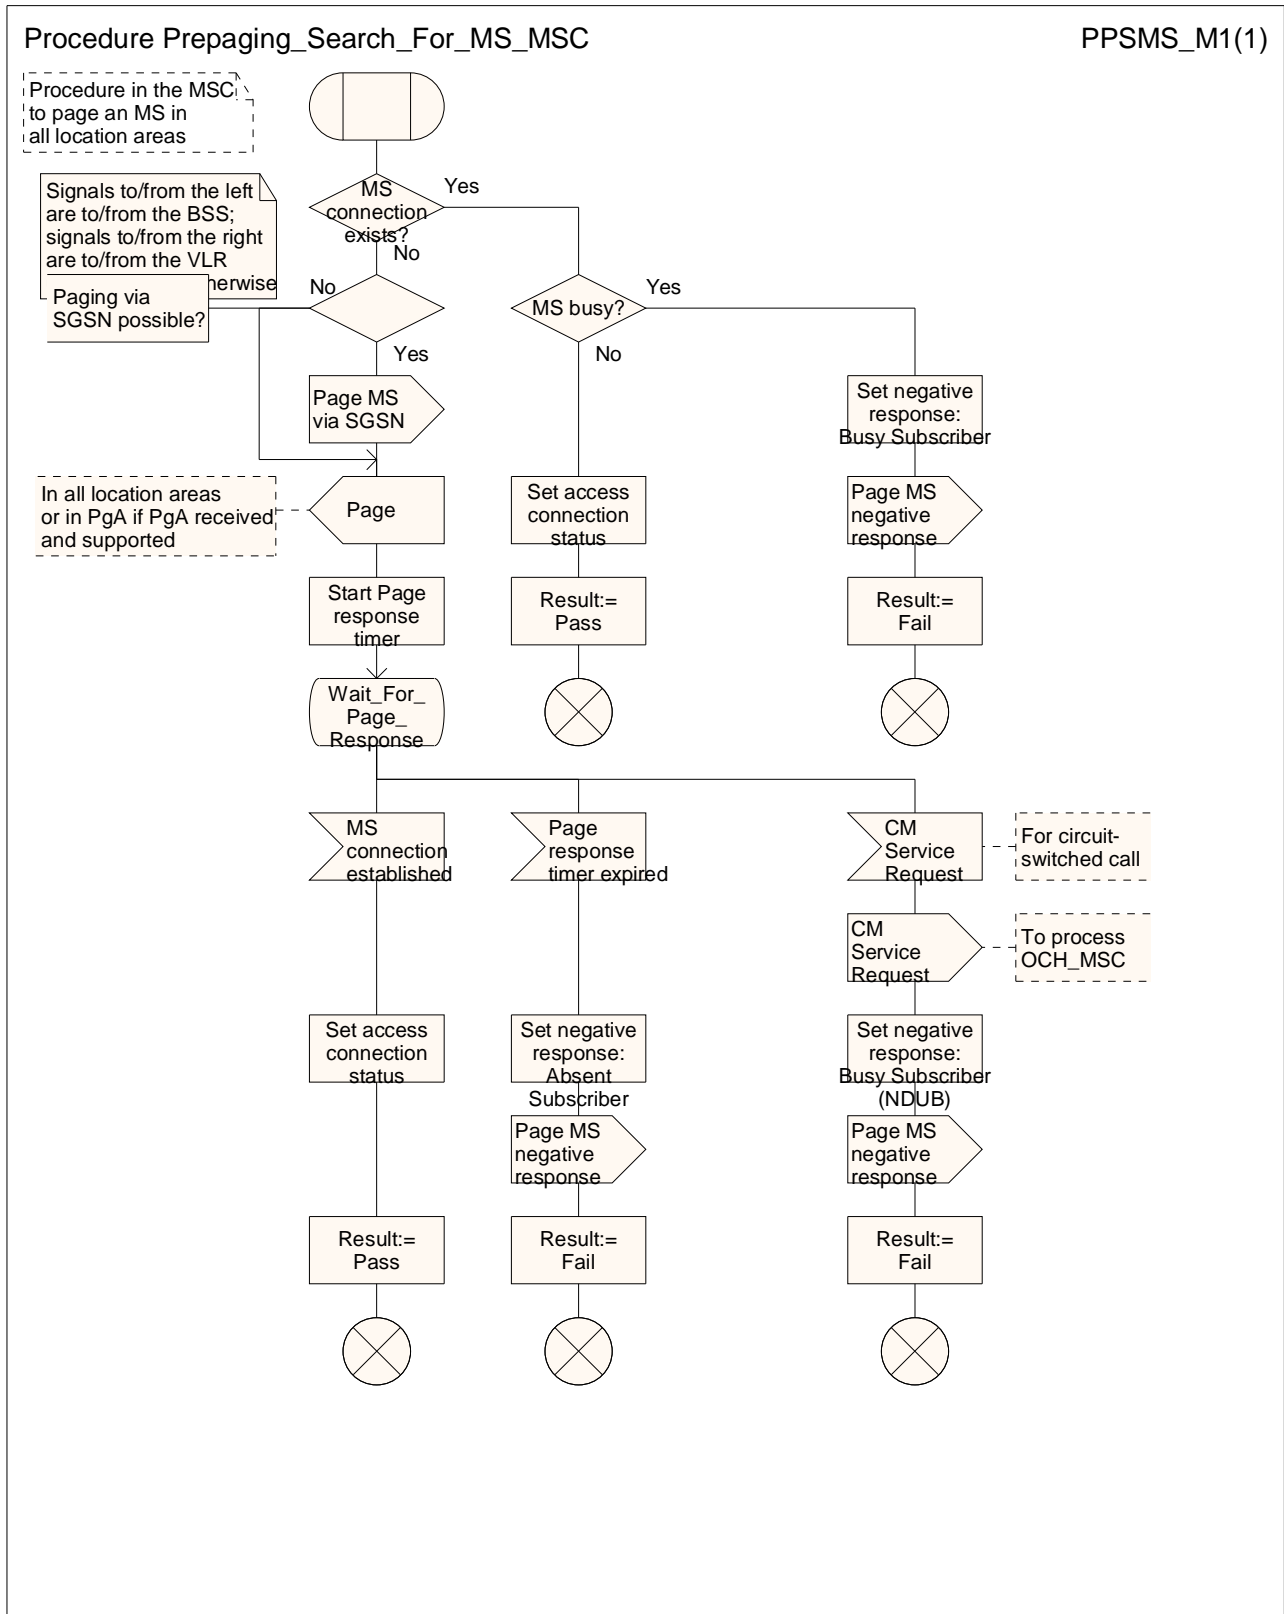 Procedure Prepaging_Search_For_MS_MSC
PPSMS_M1(1)
Procedure in the MSC
to page an MS in
all location areas
Signals to/from the left
are to/from the BSS;
signals to/from the right
are to/from the VLR
MS
connection
exists?
Yes
No
Paging via
SGSN possible?
No
Yes
MS busy?
Yes
No
Page MS
via SGSN
Set negative
response:
Busy Subscriber
In all location areas
or in PgA if PgA received
and supported
Page
Set access
connection
status
Page MS
negative
response
Start Page
response
timer
Result:=
Pass
Result:=
Fail
Wait_For_
Page_
Response
MS
connection
established
Page
response
timer expired
CM
Service
Request
For circuit-
switched call
CM
Service
Request
To process
OCH_MSC
Set access
connection
status
Set negative
response:
Absent
Subscriber
Set negative
response:
Busy Subscriber
(NDUB)
Page MS
negative
response
Page MS
negative
response
Result:=
Pass
Result:=
Fail
Result:=
Fail